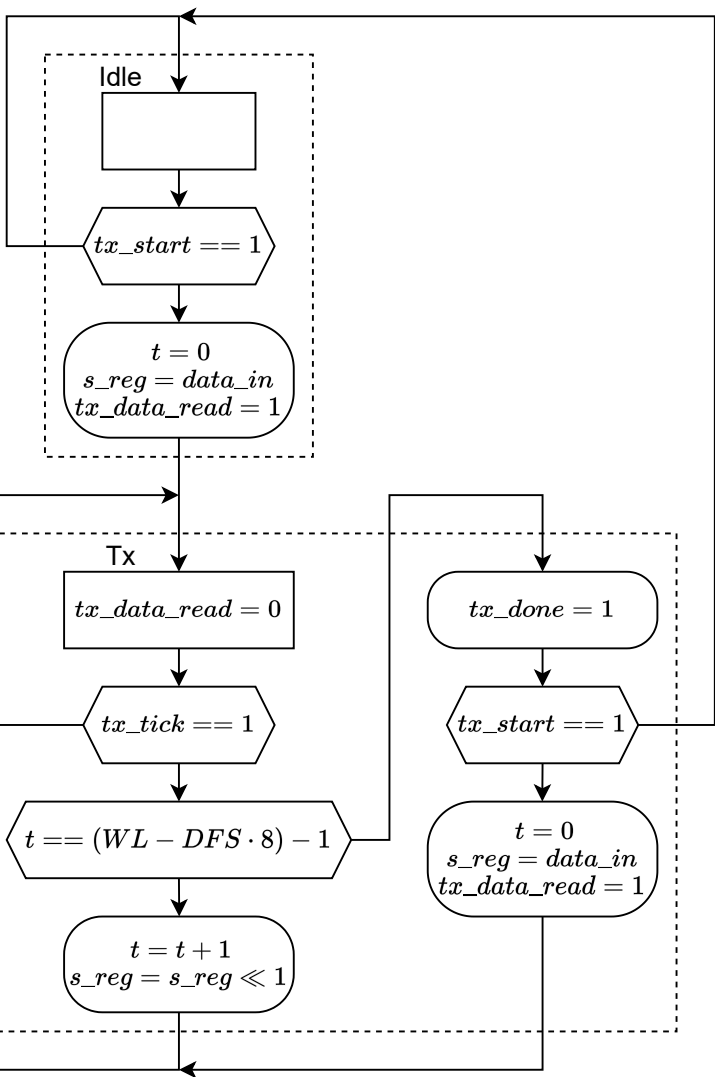 Idle
tx_start == 1
t = 0
s_reg = data_in
tx_data_read = 1
Tx
tx_data_read = 0
tx_tick == 1
t == (WL − DFS · 8) − 1
t = t + 1
s_reg = s_reg ≪ 1
tx_done = 1
tx_start == 1
t = 0
s_reg = data_in
tx_data_read = 1